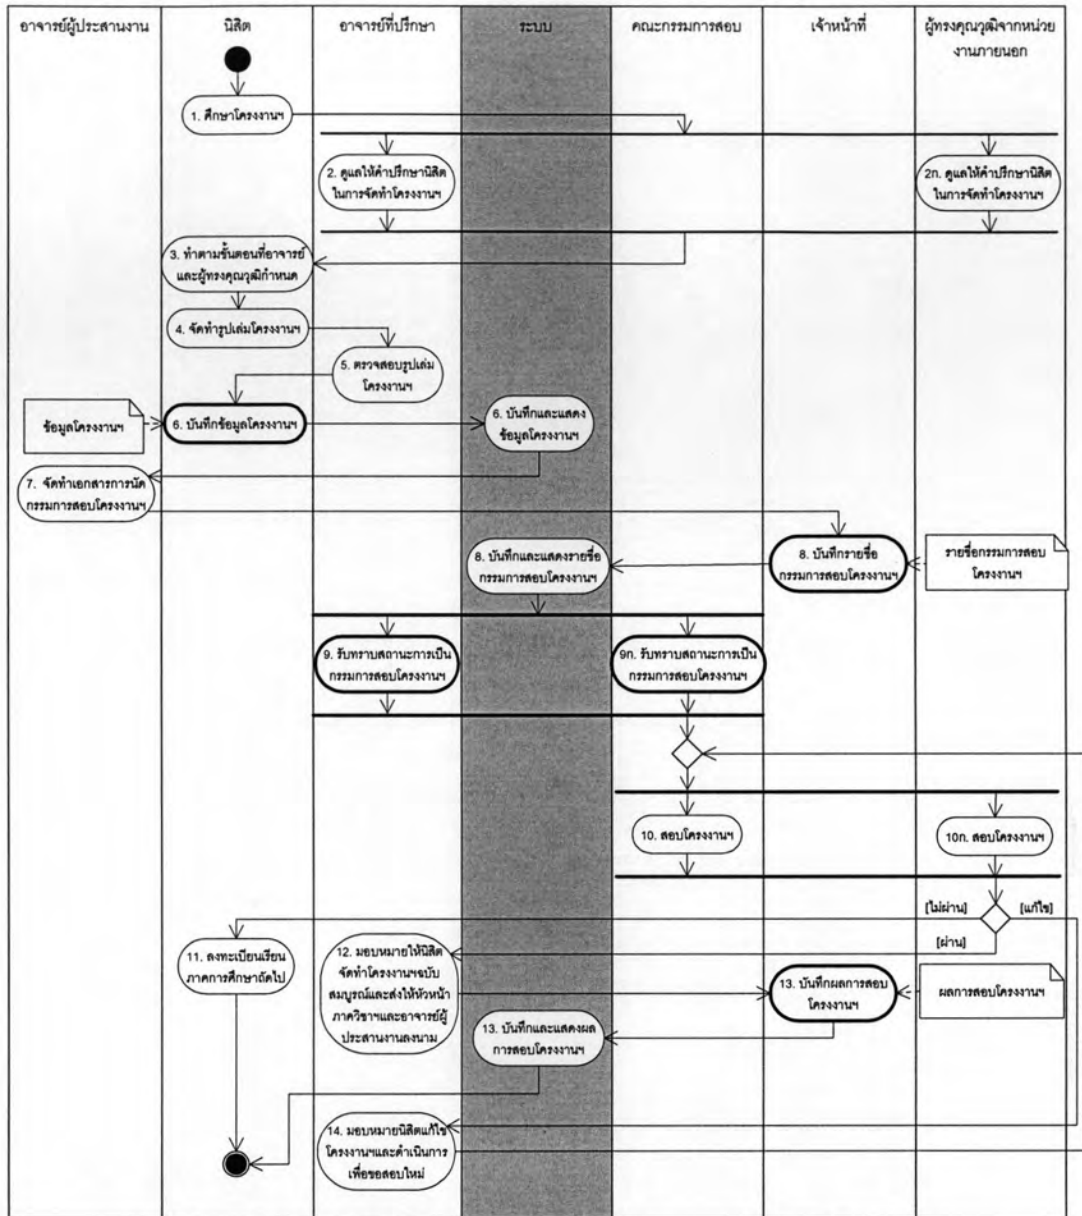 อาจารย์ผู้ประสานงาน
นิสิต
อาจารย์ที่ปรึกษา
ระบบ
คณะกรรมการสอบ
เจ้าหน้าที่
ผู้ทรงคุณวุฒิจากหน่วย
งานภายนอก
1. ศึกษาโครงงานฯ
2. ดูแลให้คำปรึกษานิสิต
ในการจัดทำโครงงานฯ
2ก. ดูแลให้คำปรึกษานิสิต
ในการจัดทำโครงงานฯ
3. ทำตามขั้นตอนที่อาจารย์
และผู้ทรงคุณวุฒิกำหนด
4. จัดทำรูปเล่มโครงงานฯ
5. ตรวจสอบรูปเล่ม
โครงงานฯ
ข้อมูลโครงงานฯ
6. บันทึกข้อมูลโครงงานฯ
6. บันทึกและแสดง
ข้อมูลโครงงานฯ
7. จัดทำเอกสารการนัด
กรรมการสอบโครงงานฯ
8. บันทึกและแสดงรายชื่อ
กรรมการสอบโครงงานฯ
8. บันทึกรายชื่อ
กรรมการสอบโครงงานฯ
รายชื่อกรรมการสอบ
โครงงานฯ
9. รับทราบสถานะการเป็น
กรรมการสอบโครงงานฯ
9ก. รับทราบสถานะการเป็น
กรรมการสอบโครงงานฯ
10. สอบโครงงานฯ
10ก. สอบโครงงานฯ
[ไม่ผ่าน]
[แก้ไข]
[ผ่าน]
11. ลงทะเบียนเรียน
ภาคการศึกษาถัดไป
12. มอบหมายให้นิสิต
จัดทำโครงงานฯฉบับ
สมบูรณ์และส่งให้หัวหน้า
ภาควิชาฯและอาจารย์ผู้
ประสานงานลงนาม
13. บันทึกผลการสอบ
โครงงานฯ
ผลการสอบโครงงานฯ
13. บันทึกและแสดงผล
การสอบโครงงานฯ
14. มอบหมายนิสิตแก้ไข
โครงงานฯและดำเนินการ
เพื่อขอสอบใหม่